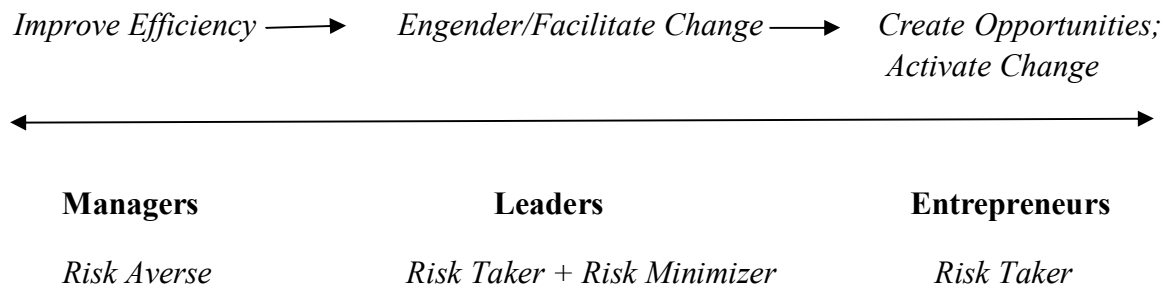 Improve Efficiency Engender/Facilitate Change Create Opportunities;
Activate Change
Managers Leaders Entrepreneurs
Risk Averse Risk Taker + Risk Minimizer Risk Taker